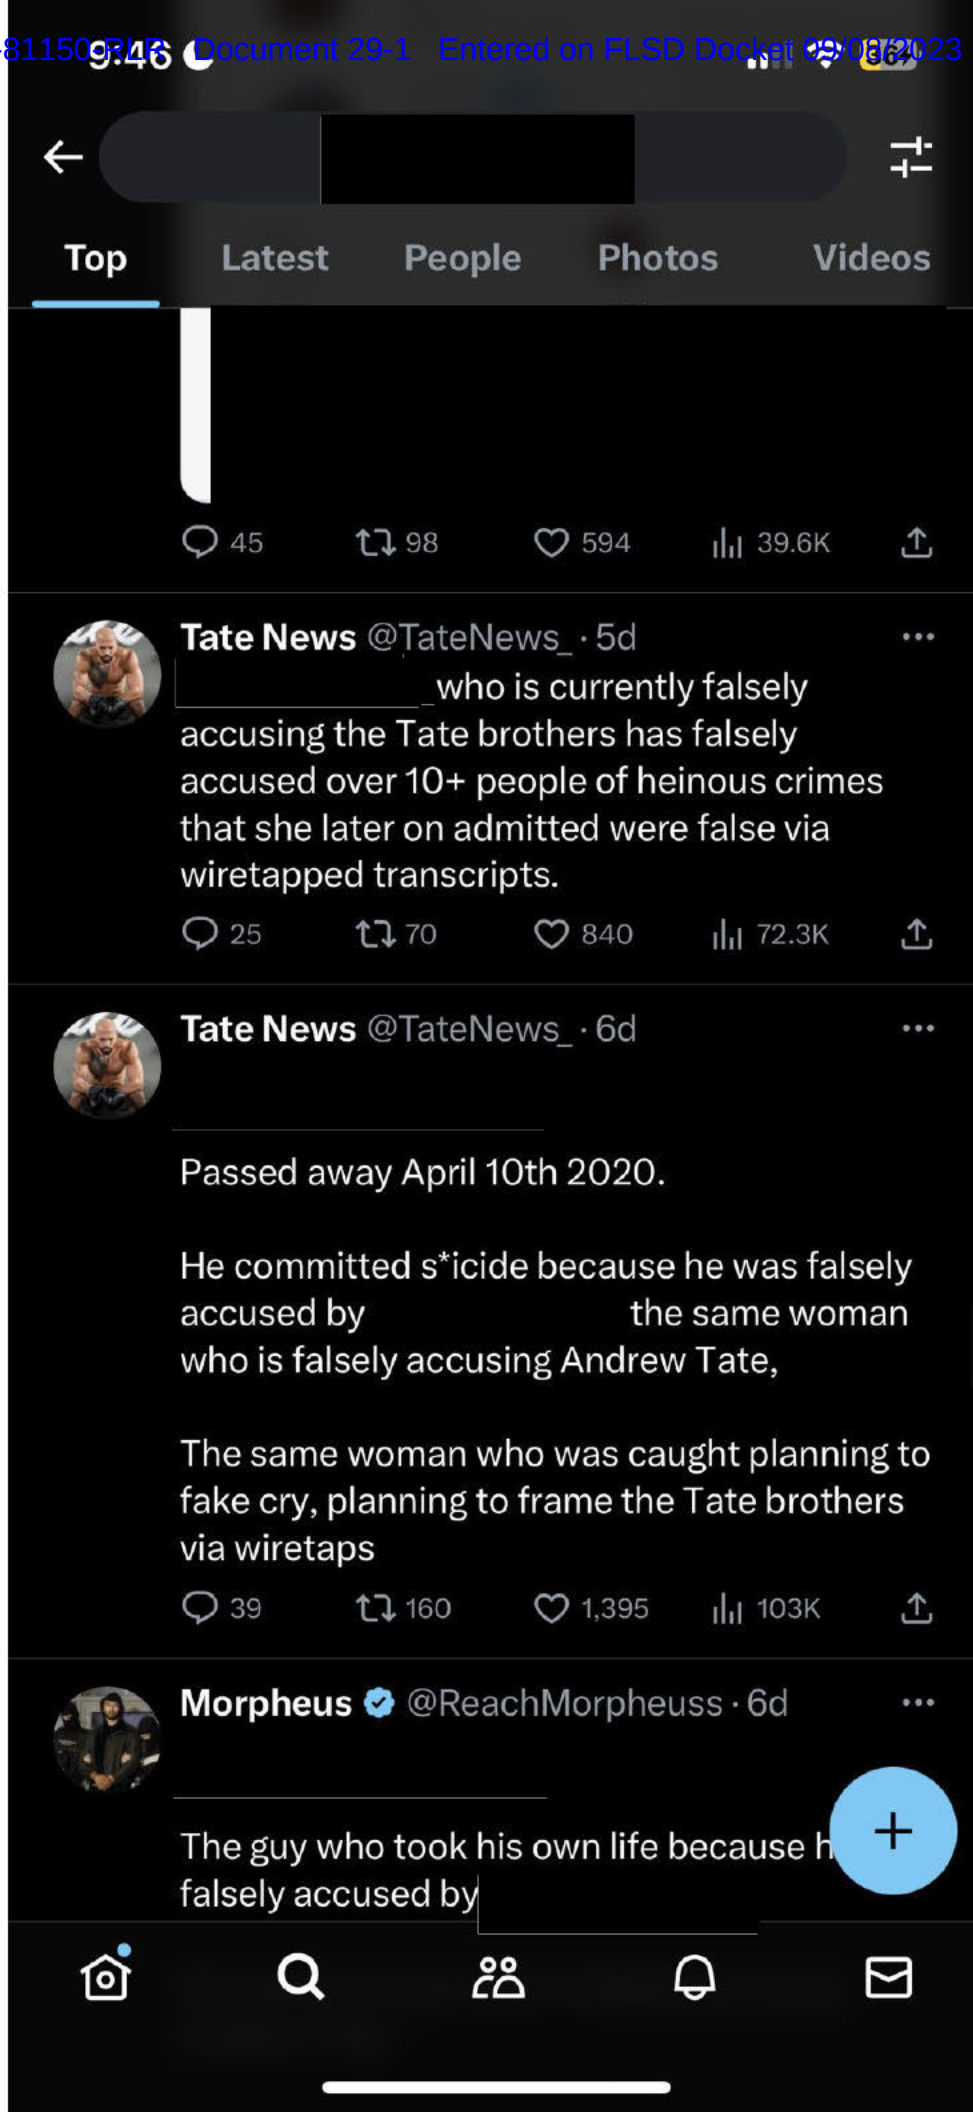 -81150-RLR Document 29-1 Entered on FLSD Docket 09/08/2023
9:46
Top Latest People Photos Videos
45 98 594 39.6K
Tate News @TateNews_ · 5d
who is currently falsely
accusing the Tate brothers has falsely
accused over 10+ people of heinous crimes
that she later on admitted were false via
wiretapped transcripts.
25 70 840 72.3K
Tate News @TateNews_ · 6d
Passed away April 10th 2020.
He committed s*icide because he was falsely
accused by the same woman
who is falsely accusing Andrew Tate,
The same woman who was caught planning to
fake cry, planning to frame the Tate brothers
via wiretaps
39 160 1,395 103K
Morpheus @ReachMorpheuss · 6d
The guy who took his own life because h
falsely accused by